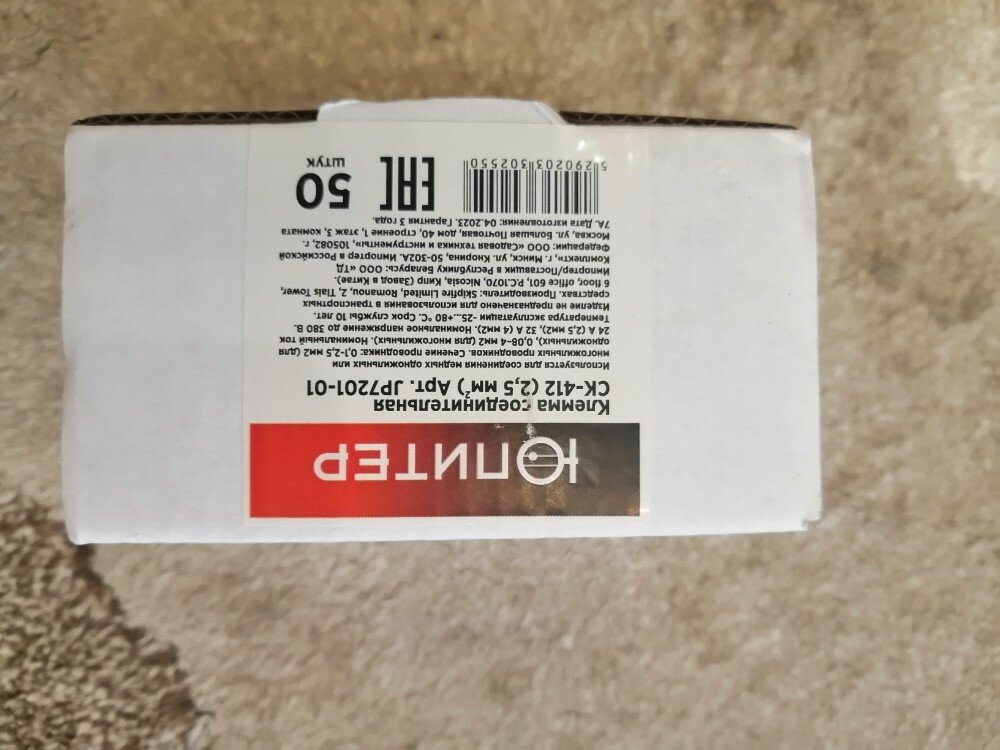 ЮПИТЕР
Клемма соединительная
СК-412 (2,5 мм²) Арт. JP7201-01
Используется для соединения медных одножильных или
многожильных проводников. Сечение проводника: 0,1-2,5 мм2 (для
одножильных), 0,08-4 мм2 (для многожильных). Номинальный ток
24 А (2,5 мм2), 32 А (4 мм2). Номинальное напряжение до 380 В.
Температура эксплуатации -25...+80 °С. Срок службы 10 лет.
Изделие не предназначено для использования в транспортных
средствах. Производитель: Skipfire Limited, Romanou, 2, Tlais Tower,
6 floor, office 601, P.C.1070, Nicosia, Кипр (Завод в Китае).
Импортер/Поставщик в Республику Беларусь: ООО «ТД
Комплект», г. Минск, ул. Кнорина, 50-302А. Импортер в Российской
Федерации: ООО «Садовая техника и инструменты», 105082, г.
Москва, ул. Большая Почтовая, дом 40, строение 1, этаж 3, комната
7А. Дата изготовления: 04.2023. Гарантия 3 года.
5 290203 302550
EAC
50
ШТУК